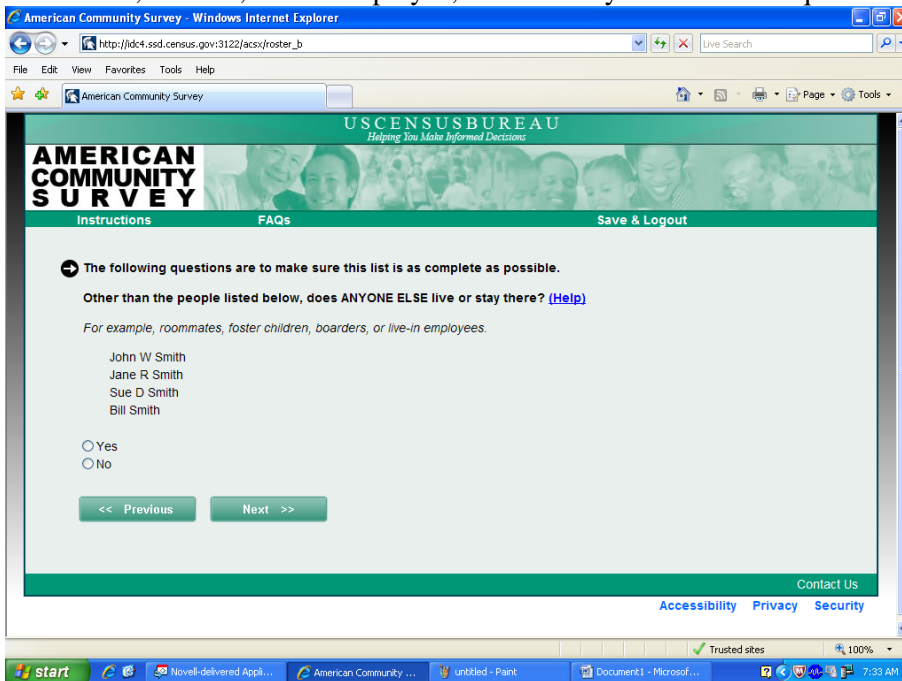 American Community Survey - Windows Internet Explorer
http://idc4.ssd.census.gov:3122/acsx/roster_b
Live Search
File Edit View Favorites Tools Help
American Community Survey
Page Tools
USCENSUSBUREAU
Helping You Make Informed Decisions
AMERICAN
COMMUNITY
SURVEY
Instructions FAQs Save & Logout
The following questions are to make sure this list is as complete as possible.
Other than the people listed below, does ANYONE ELSE live or stay there? (Help)
For example, roommates, foster children, boarders, or live-in employees.
John W Smith
Jane R Smith
Sue D Smith
Bill Smith
Yes
No
<< Previous Next >>
Contact Us
Accessibility Privacy Security
Trusted sites 100%
start Novell-delivered Appli... American Community ... untitled - Paint Document1 - Microsof... 7:33 AM